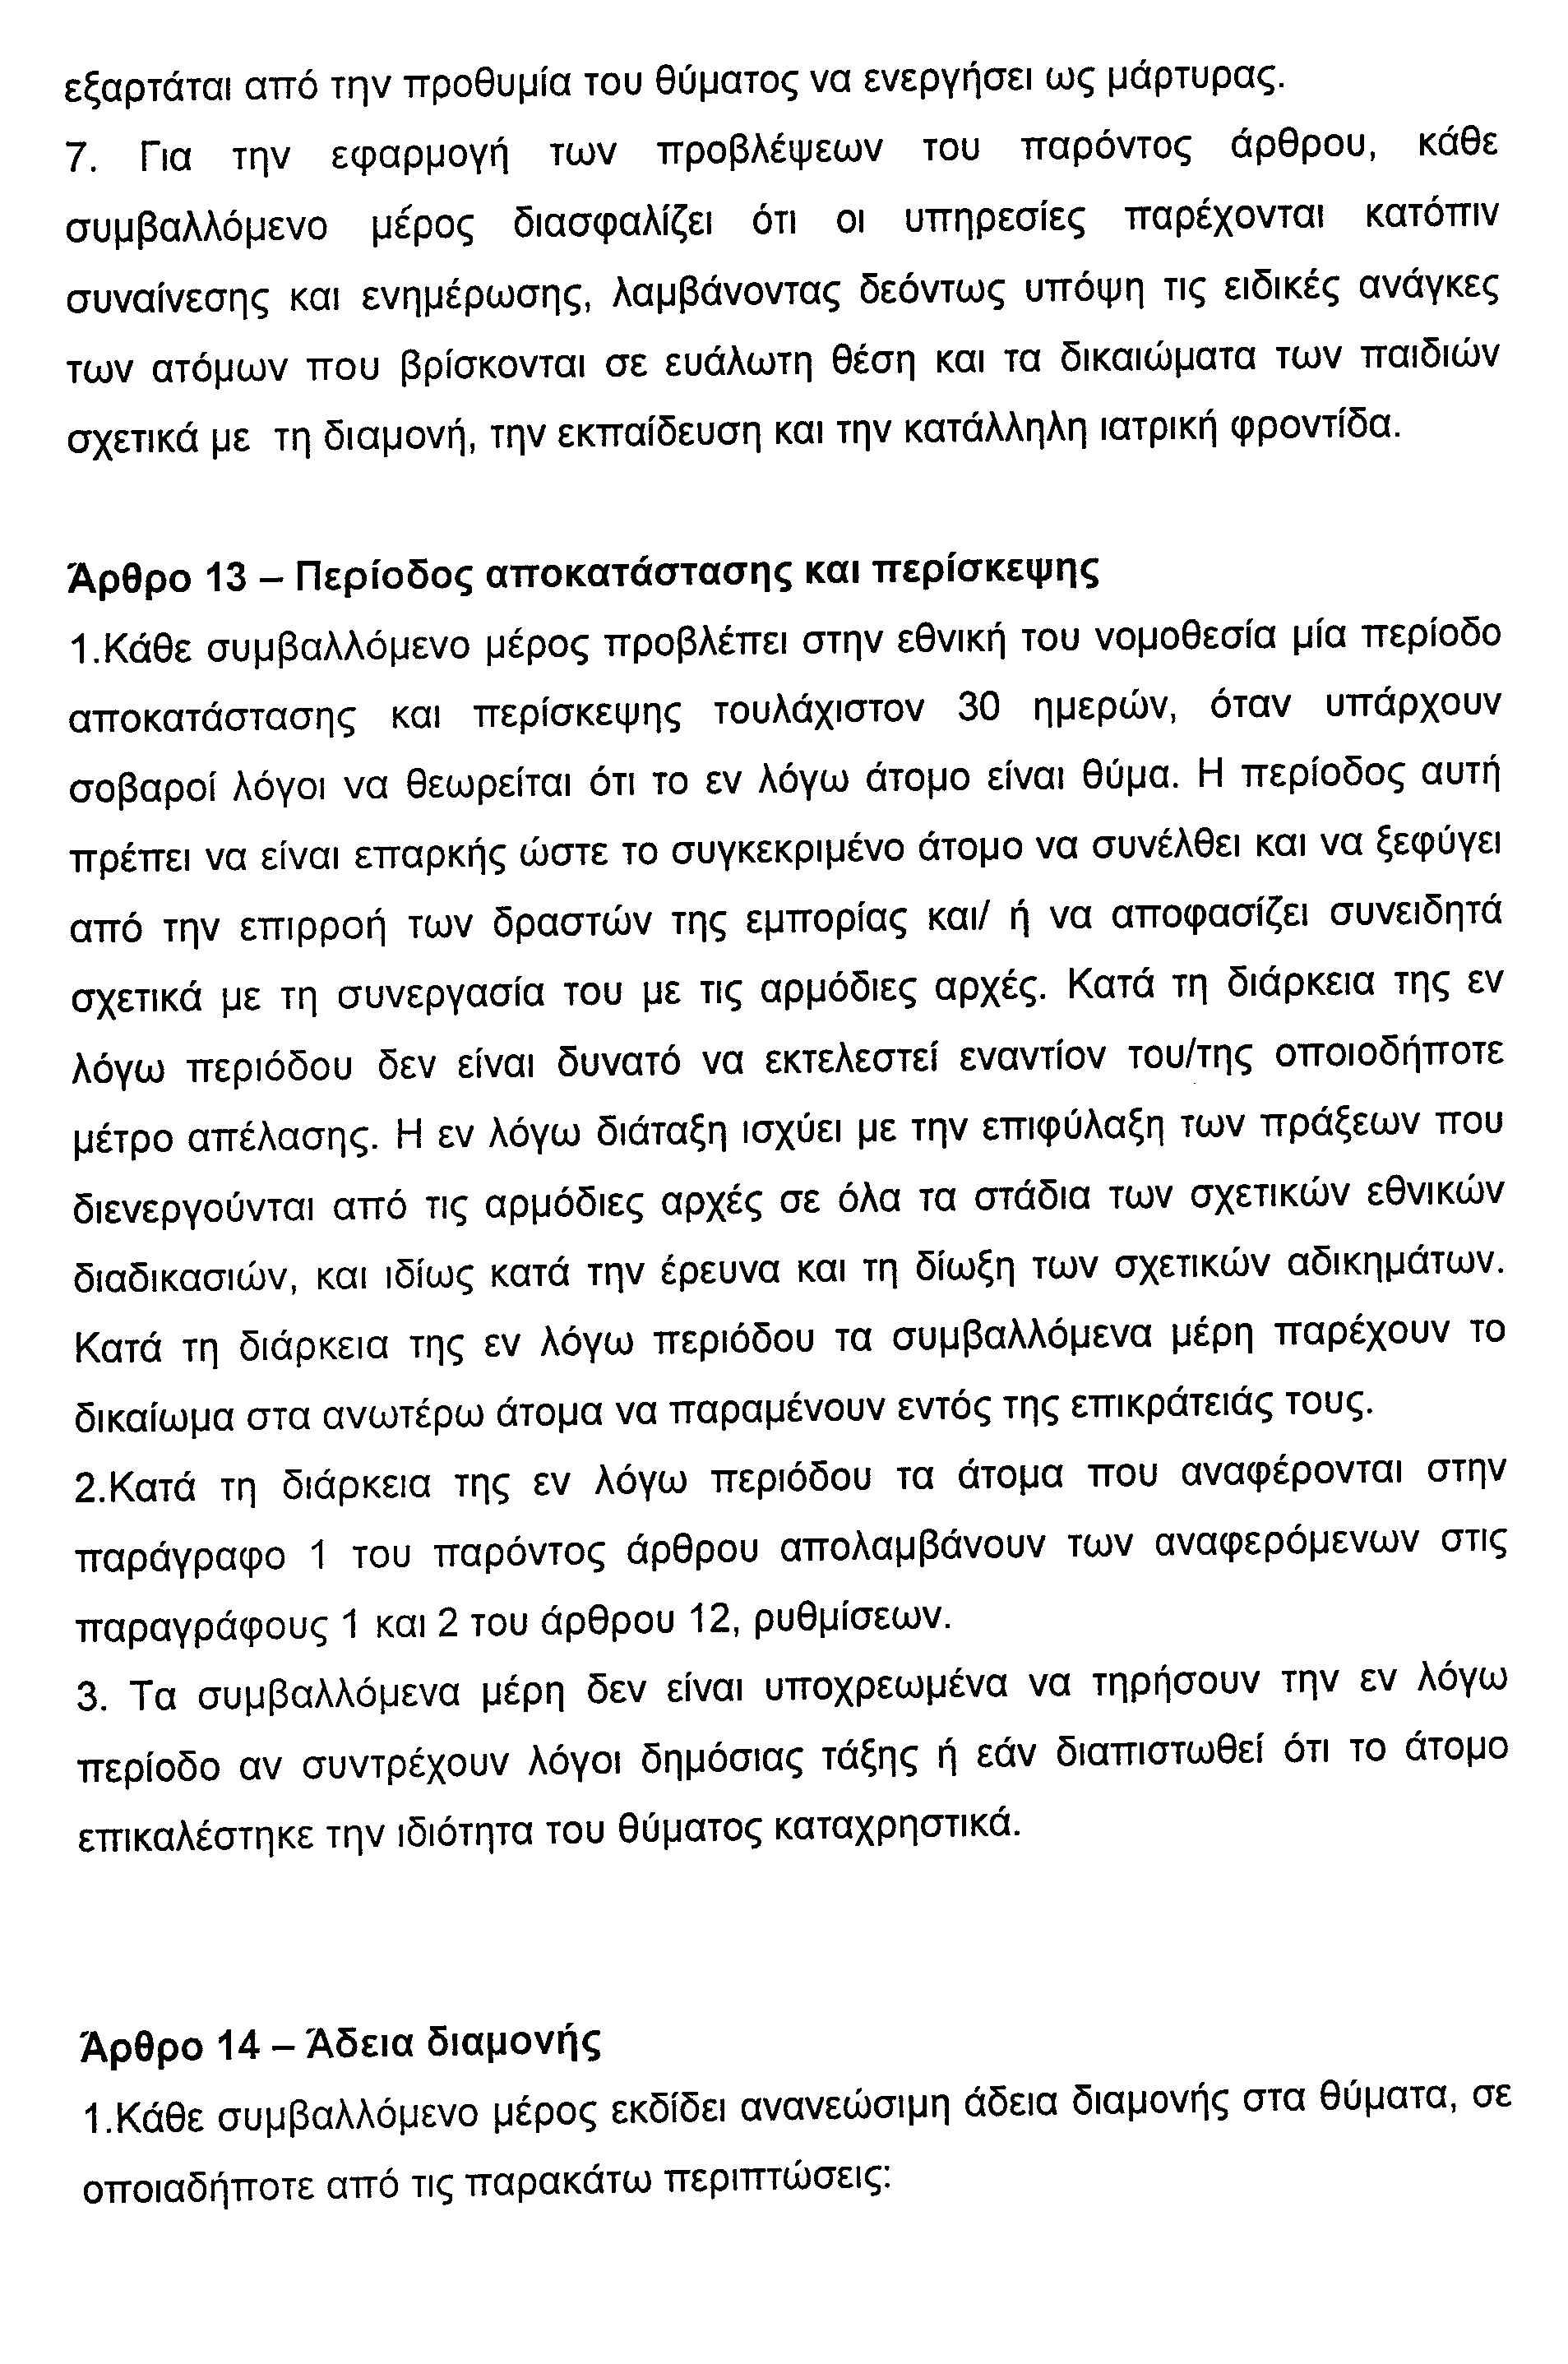 εξαρτάται από την προθυμία του θύματος να ενεργήσει ως μάρτυρας.
7. Για την εφαρμογή των προβλέψεων του παρόντος άρθρου, κάθε
συμβαλλόμενο μέρος διασφαλίζει ότι οι υπηρεσίες παρέχονται κατόπιν
συναίνεσης και ενημέρωσης, λαμβάνοντας δεόντως υπόψη τις ειδικές ανάγκες
των ατόμων που βρίσκονται σε ευάλωτη θέση και τα δικαιώματα των παιδιών
σχετικά με τη διαμονή, την εκπαίδευση και την κατάλληλη ιατρική φροντίδα.
Άρθρο 13 – Περίοδος αποκατάστασης και περίσκεψης
1.Κάθε συμβαλλόμενο μέρος προβλέπει στην εθνική του νομοθεσία μία περίοδο
αποκατάστασης και περίσκεψης τουλάχιστον 30 ημερών, όταν υπάρχουν
σοβαροί λόγοι να θεωρείται ότι το εν λόγω άτομο είναι θύμα. Η περίοδος αυτή
πρέπει να είναι επαρκής ώστε το συγκεκριμένο άτομο να συνέλθει και να ξεφύγει
από την επιρροή των δραστών της εμπορίας και/ ή να αποφασίζει συνειδητά
σχετικά με τη συνεργασία του με τις αρμόδιες αρχές. Κατά τη διάρκεια της εν
λόγω περιόδου δεν είναι δυνατό να εκτελεστεί εναντίον του/της οποιοδήποτε
μέτρο απέλασης. Η εν λόγω διάταξη ισχύει με την επιφύλαξη των πράξεων που
διενεργούνται από τις αρμόδιες αρχές σε όλα τα στάδια των σχετικών εθνικών
διαδικασιών, και ιδίως κατά την έρευνα και τη δίωξη των σχετικών αδικημάτων.
Κατά τη διάρκεια της εν λόγω περιόδου τα συμβαλλόμενα μέρη παρέχουν το
δικαίωμα στα ανωτέρω άτομα να παραμένουν εντός της επικράτειάς τους.
2.Κατά τη διάρκεια της εν λόγω περιόδου τα άτομα που αναφέρονται στην
παράγραφο 1 του παρόντος άρθρου απολαμβάνουν των αναφερόμενων στις
παραγράφους 1 και 2 του άρθρου 12, ρυθμίσεων.
3. Τα συμβαλλόμενα μέρη δεν είναι υποχρεωμένα να τηρήσουν την εν λόγω
περίοδο αν συντρέχουν λόγοι δημόσιας τάξης ή εάν διαπιστωθεί ότι το άτομο
επικαλέστηκε την ιδιότητα του θύματος καταχρηστικά.
Άρθρο 14 – Άδεια διαμονής
1.Κάθε συμβαλλόμενο μέρος εκδίδει ανανεώσιμη άδεια διαμονής στα θύματα, σε
οποιαδήποτε από τις παρακάτω περιπτώσεις: